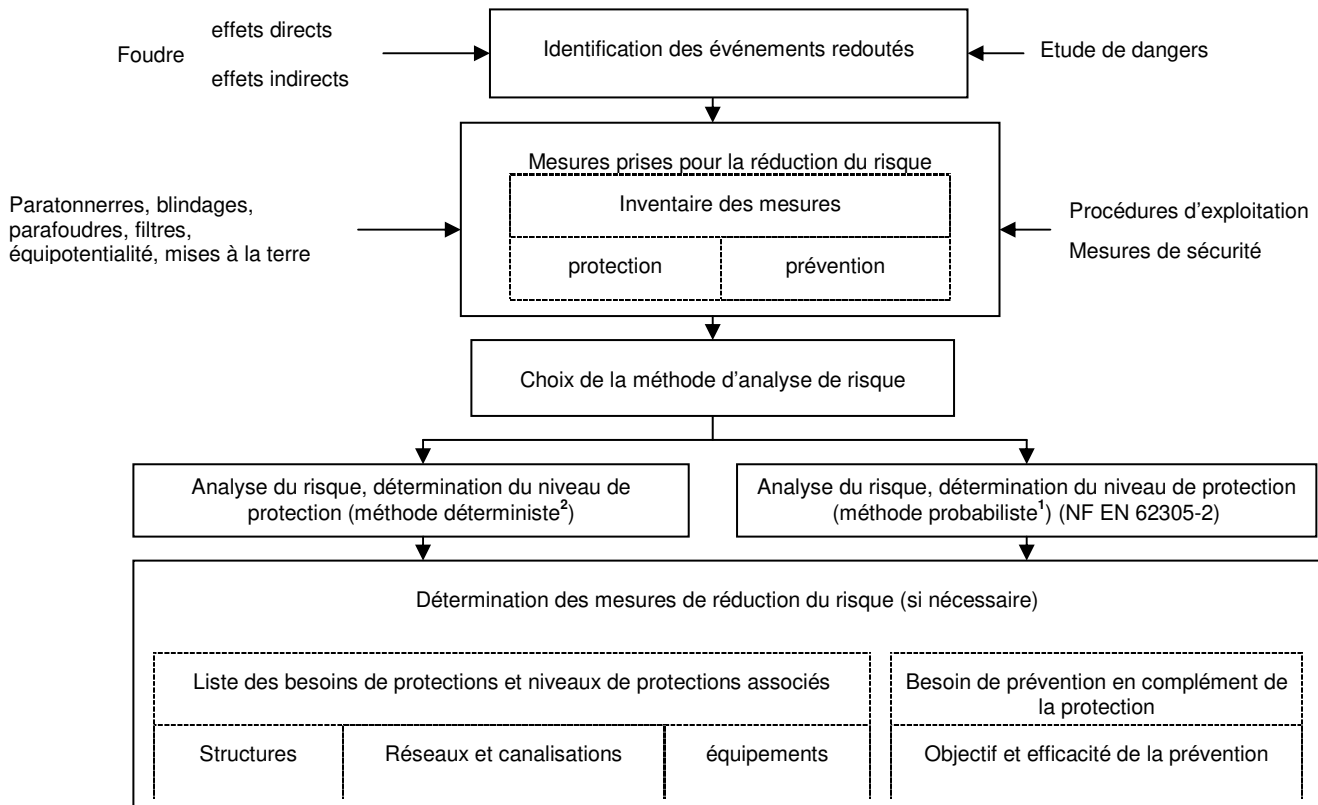 effets directs
Foudre
effets indirects
Identification des événements redoutés
Etude de dangers
Mesures prises pour la réduction du risque
Inventaire des mesures
protection
prévention
Paratonnerres, blindages,
parafoudres, filtres,
équipotentialité, mises à la terre
Procédures d'exploitation
Mesures de sécurité
Choix de la méthode d'analyse de risque
Analyse du risque, détermination du niveau de
protection (méthode déterministe²)
Analyse du risque, détermination du niveau de protection
(méthode probabiliste¹) (NF EN 62305-2)
Détermination des mesures de réduction du risque (si nécessaire)
Liste des besoins de protections et niveaux de protections associés
Structures
Réseaux et canalisations
équipements
Besoin de prévention en complément de
la protection
Objectif et efficacité de la prévention